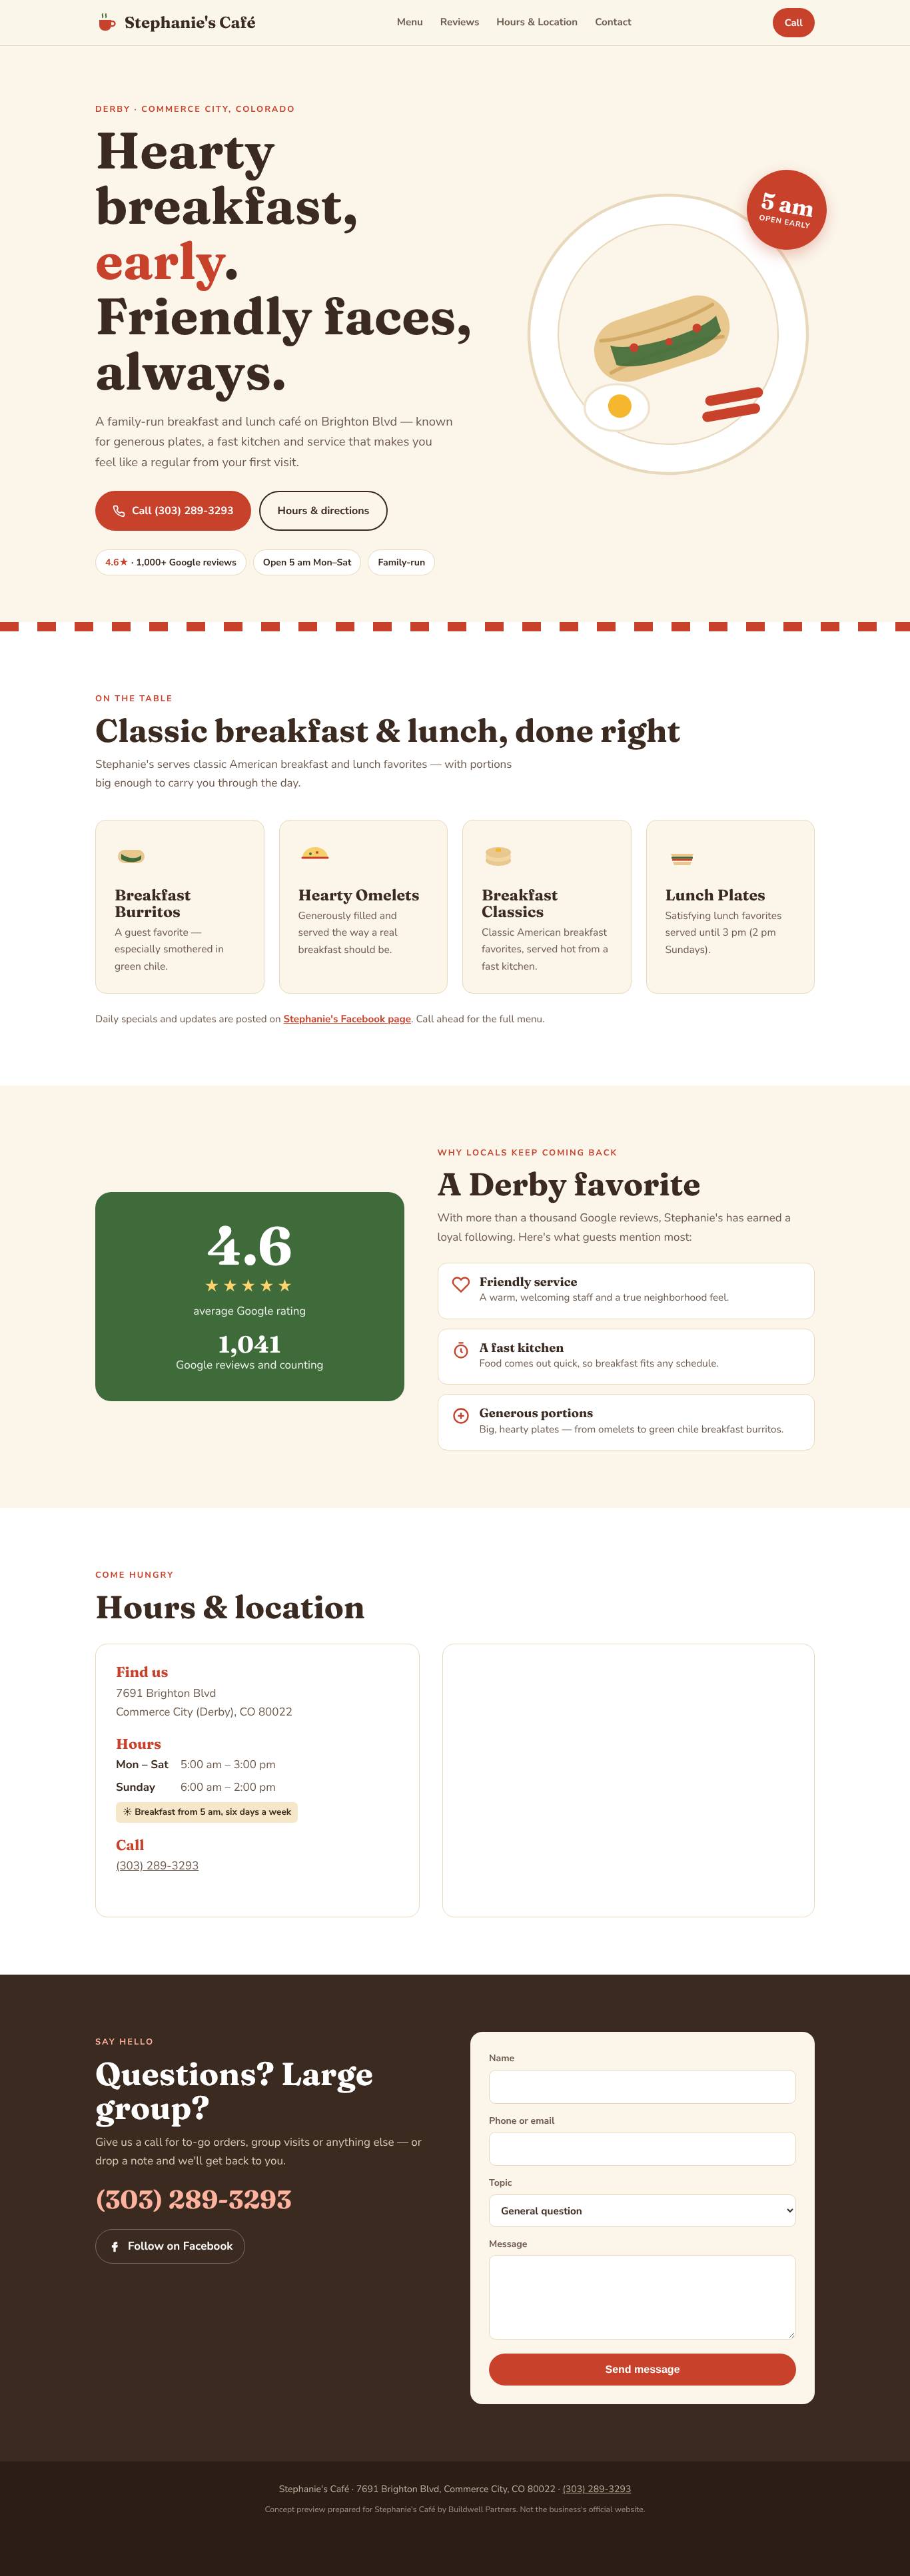 Stephanie's Café
Menu Reviews Hours & Location Contact
Call
DERBY · COMMERCE CITY, COLORADO
Hearty
breakfast,
early.
Friendly faces,
always.
5 am
OPEN EARLY
A family-run breakfast and lunch café on Brighton Blvd — known
for generous plates, a fast kitchen and service that makes you
feel like a regular from your first visit.
Call (303) 289-3293
Hours & directions
4.6★ · 1,000+ Google reviews
Open 5 am Mon–Sat
Family-run
ON THE TABLE
Classic breakfast & lunch, done right
Stephanie's serves classic American breakfast and lunch favorites — with portions
big enough to carry you through the day.
Breakfast
Burritos
A guest favorite —
especially smothered in
green chile.
Hearty Omelets
Generously filled and
served the way a real
breakfast should be.
Breakfast
Classics
Classic American breakfast
favorites, served hot from a
fast kitchen.
Lunch Plates
Satisfying lunch favorites
served until 3 pm (2 pm
Sundays).
Daily specials and updates are posted on Stephanie's Facebook page. Call ahead for the full menu.
4.6
★★★★★
average Google rating
1,041
Google reviews and counting
WHY LOCALS KEEP COMING BACK
A Derby favorite
With more than a thousand Google reviews, Stephanie's has earned a
loyal following. Here's what guests mention most:
Friendly service
A warm, welcoming staff and a true neighborhood feel.
A fast kitchen
Food comes out quick, so breakfast fits any schedule.
Generous portions
Big, hearty plates — from omelets to green chile breakfast burritos.
COME HUNGRY
Hours & location
Find us
7691 Brighton Blvd
Commerce City (Derby), CO 80022
Hours
Mon – Sat 5:00 am – 3:00 pm
Sunday 6:00 am – 2:00 pm
☀ Breakfast from 5 am, six days a week
Call
(303) 289-3293
SAY HELLO
Questions? Large
group?
Give us a call for to-go orders, group visits or anything else — or
drop a note and we'll get back to you.
(303) 289-3293
Follow on Facebook
Name
Phone or email
Topic
General question
Message
Send message
Stephanie's Café · 7691 Brighton Blvd, Commerce City, CO 80022 · (303) 289-3293
Concept preview prepared for Stephanie's Café by Buildwell Partners. Not the business's official website.